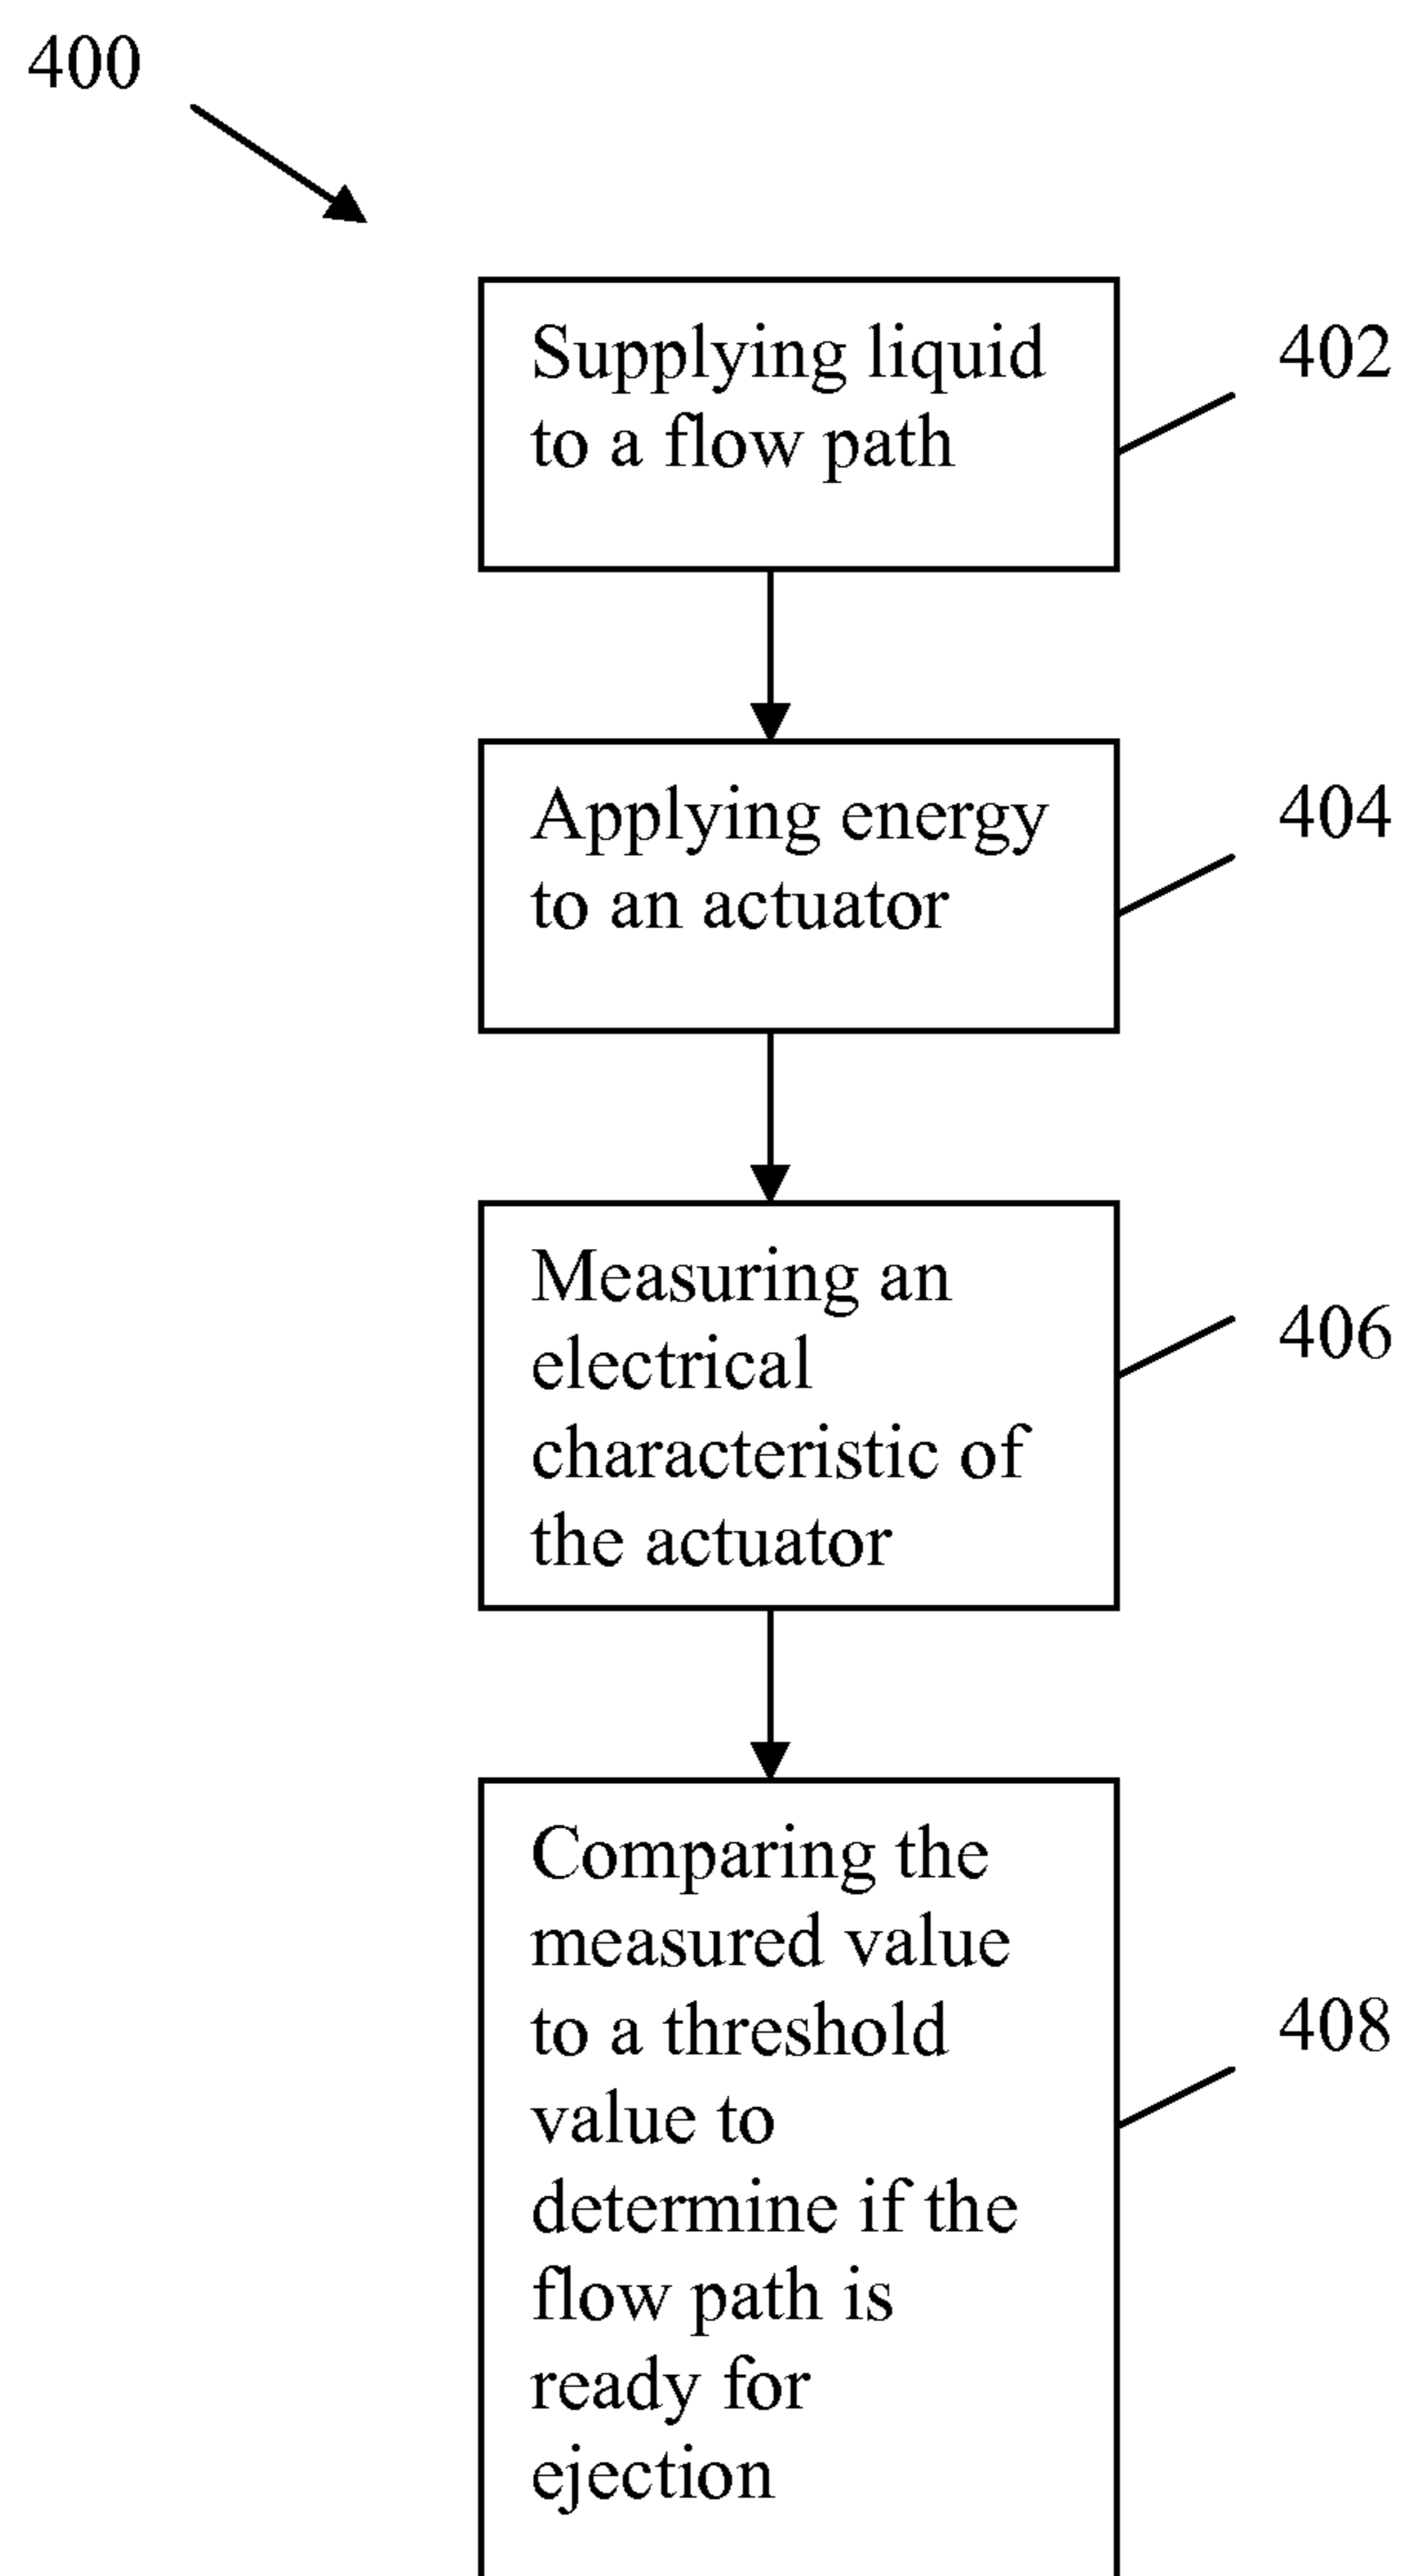 400
Supplying liquid
to a flow path
402
Applying energy
to an actuator
404
Measuring an
electrical
characteristic of
the actuator
406
Comparing the
measured value
to a threshold
value to
determine if the
flow path is
ready for
ejection
408